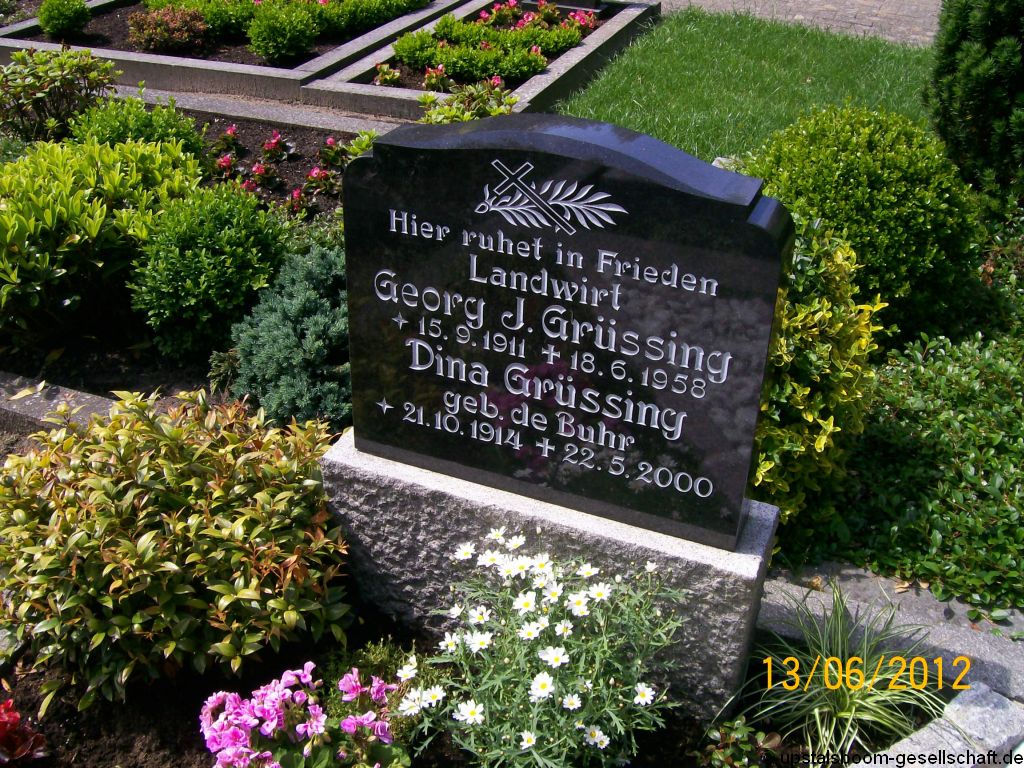 Hier ruhet in Frieden
Landwirt
Georg J. Grüssing
15.9.1911 18.6.1958
Dina Grüssing
geb. de Buhr
21.10.1914 22.5.2000
13/06/2012
© upstalsboom-gesellschaft.de